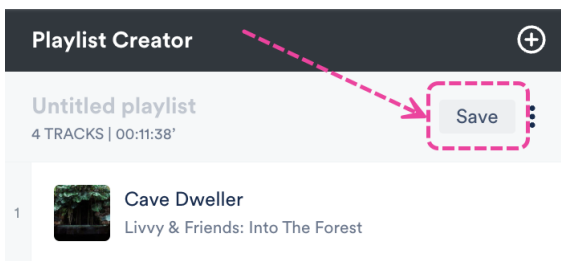 Playlist Creator
Untitled playlist
4 TRACKS | 00:11:38’
Save
1
Cave Dweller
Livvy & Friends: Into The Forest